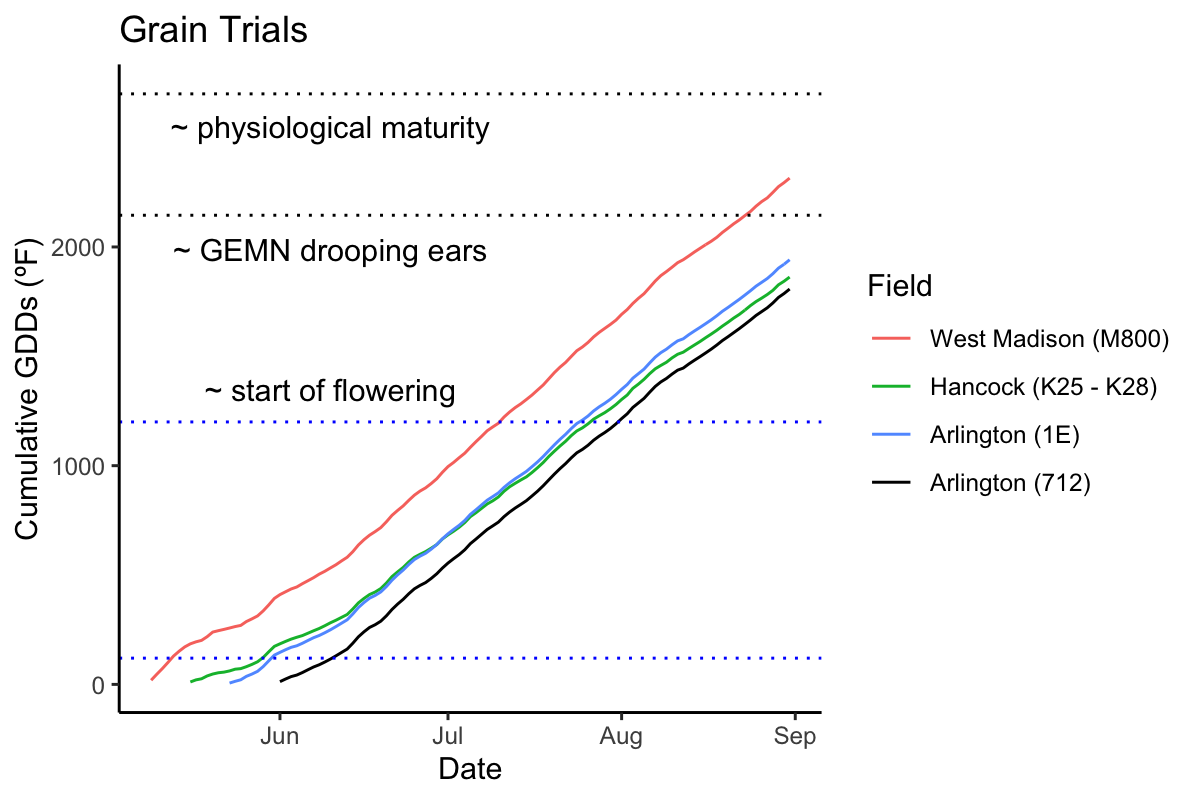 Grain Trials
~ physiological maturity
~ GEMN drooping ears
~ start of flowering
2000
1000
0
Cumulative GDDs (ºF)
Jun
Jul
Aug
Sep
Date
Field
West Madison (M800)
Hancock (K25 - K28)
Arlington (1E)
Arlington (712)